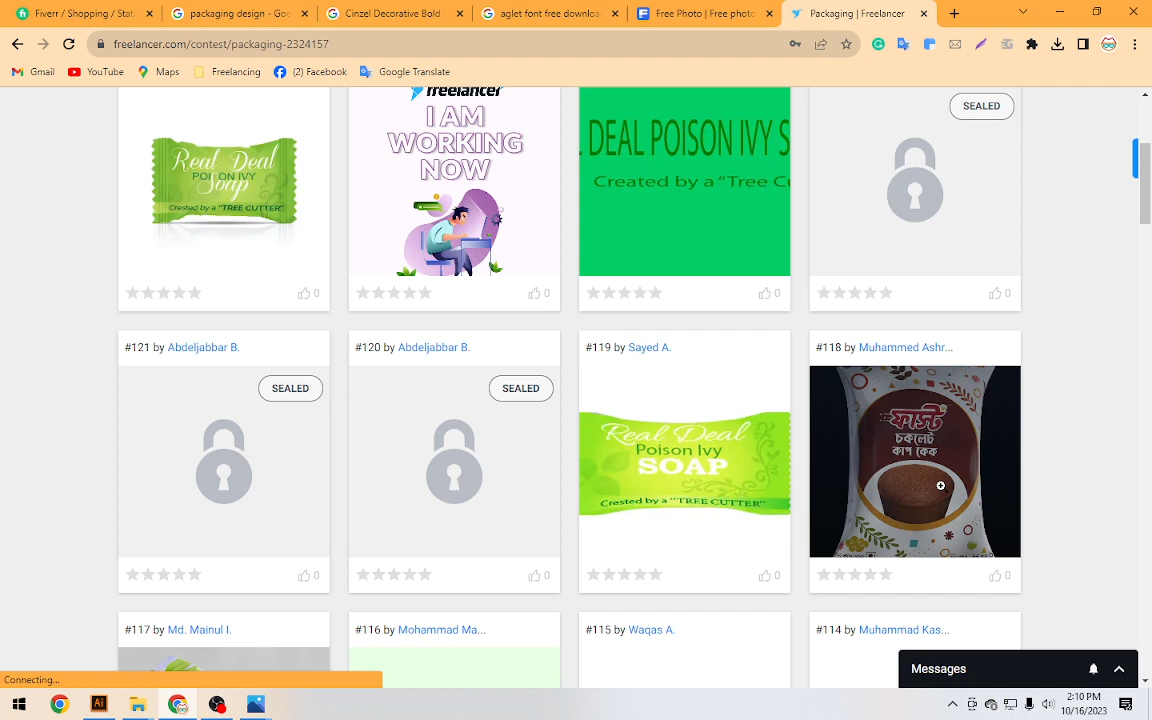 Fiverr / Shopping / Stat
packaging design - Goo
Cinzel Decorative Bold
aglet font free downloa
Free Photo | Free photo
Packaging | Freelancer
freelancer.com/contest/packaging-2324157
Gmail
YouTube
Maps
Freelancing
(2) Facebook
Google Translate
Real Deal
POISON IVY
Soap
Created by a "TREE CUTTER"
freelancer
I AM
WORKING
NOW
DEAL POISON IVY S
Created by a "Tree Cu
SEALED
0
0
0
0
#121 by Abdeljabbar B.
#120 by Abdeljabbar B.
#119 by Sayed A.
#118 by Muhammed Ashr...
SEALED
SEALED
Real Deal
Poison Ivy
SOAP
Created by a "TREE CUTTER"
ফাস্ট
চকলেট
কাপ কেক
0
0
0
0
#117 by Md. Mainul I.
#116 by Mohammad Ma...
#115 by Waqas A.
#114 by Muhammad Kas...
Messages
Connecting...
Ai
2:10 PM
10/16/2023